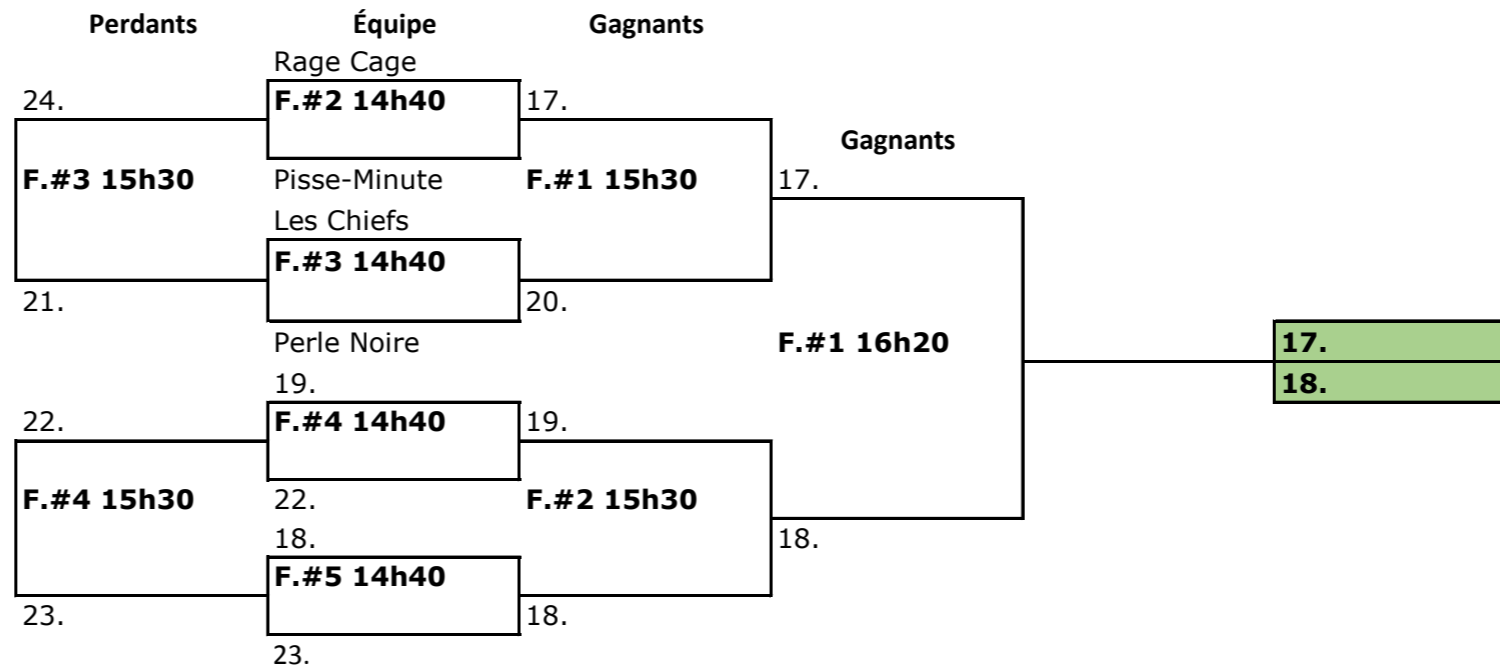 Perdants Équipe Gagnants
Rage Cage
24. F.#2 14h40 17.
Gagnants
F.#3 15h30 Pisse-Minute F.#1 15h30 17.
Les Chiefs
F.#3 14h40
21. 20.
Perle Noire F.#1 16h20 17.
19. 18.
22. F.#4 14h40 19.
F.#4 15h30 22. F.#2 15h30
18. 18.
F.#5 14h40
23. 18.
23.